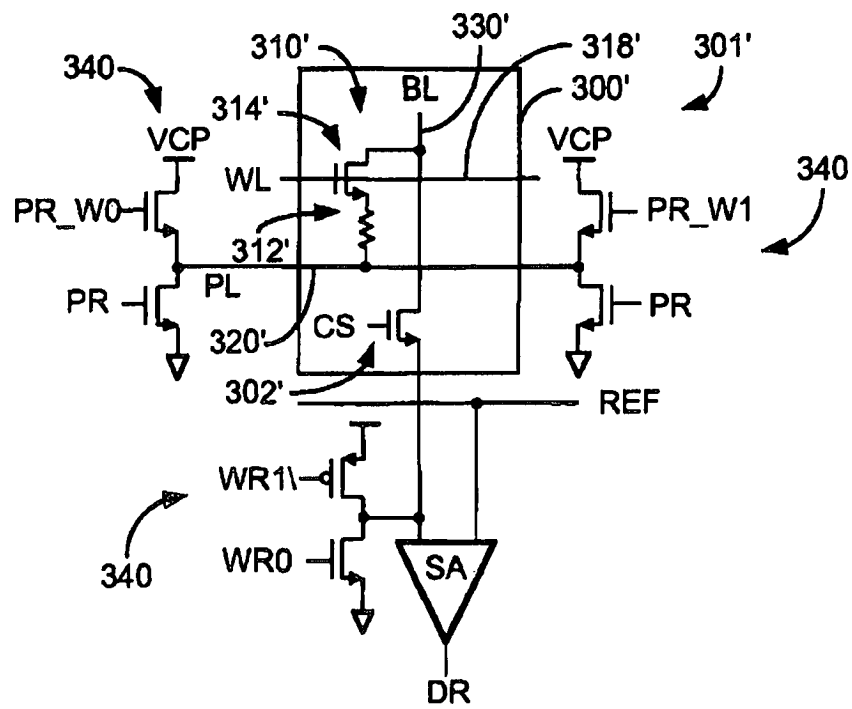 330'
310'
318'
301'
340
BL
300'
314'
VCP
VCP
WL
340
PR_W0
PR_W1
312'
PL
PR
PR
CS
320'
302'
REF
WR1\
340
WR0
SA
DR